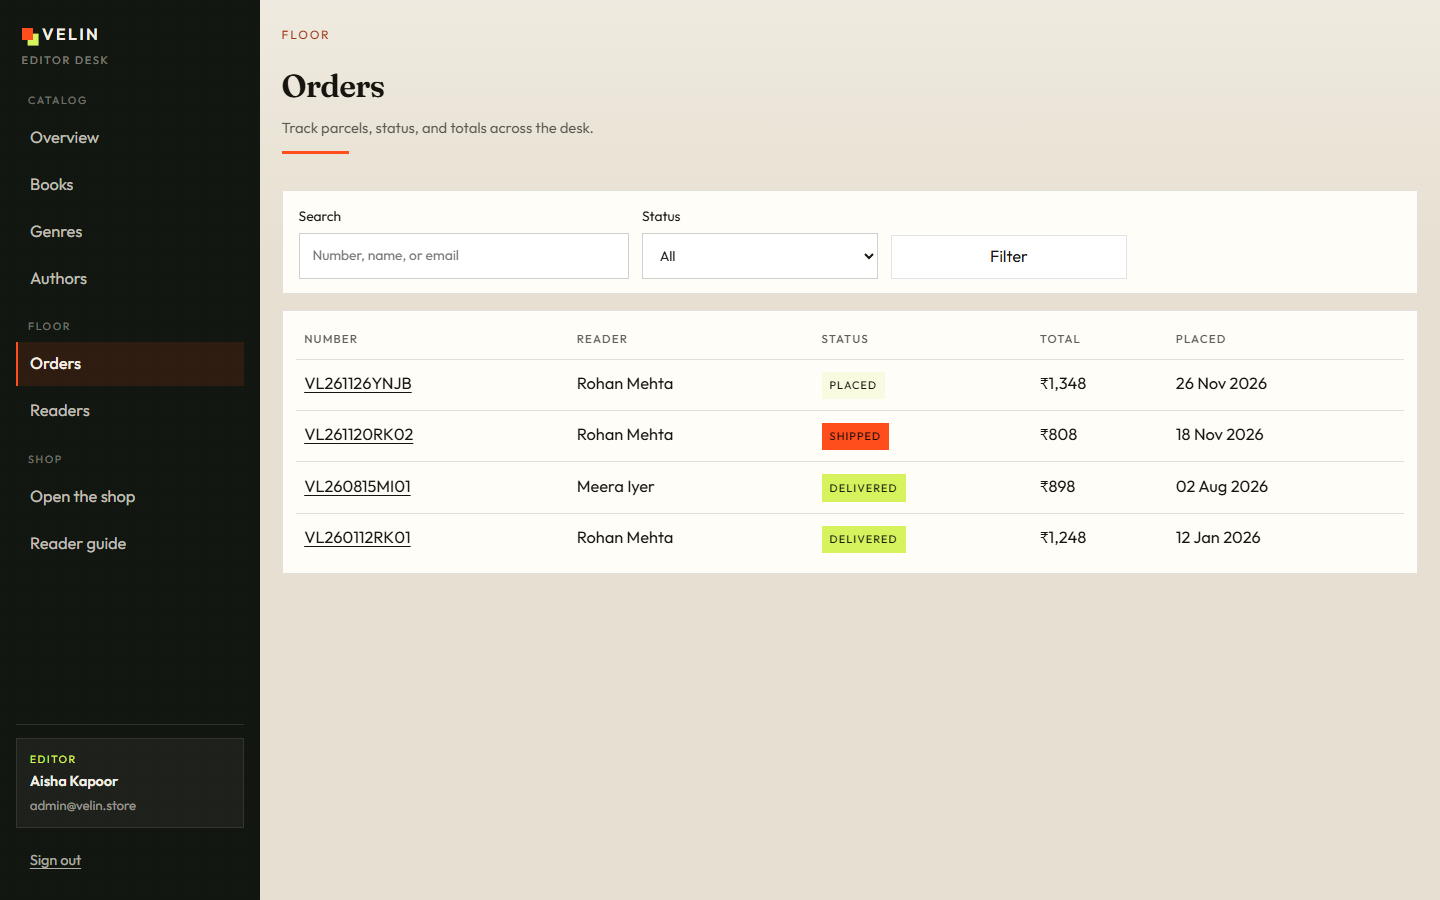 VELIN
EDITOR DESK
CATALOG
Overview
Books
Genres
Authors
FLOOR
Orders
Readers
SHOP
Open the shop
Reader guide
EDITOR
Aisha Kapoor
admin@velin.store
Sign out
FLOOR
Orders
Track parcels, status, and totals across the desk.
Search
Status
Number, name, or email
All
Filter
NUMBER READER STATUS TOTAL PLACED
VL261126YNJB Rohan Mehta PLACED ₹1,348 26 Nov 2026
VL261120RK02 Rohan Mehta SHIPPED ₹808 18 Nov 2026
VL260815MI01 Meera Iyer DELIVERED ₹898 02 Aug 2026
VL260112RK01 Rohan Mehta DELIVERED ₹1,248 12 Jan 2026